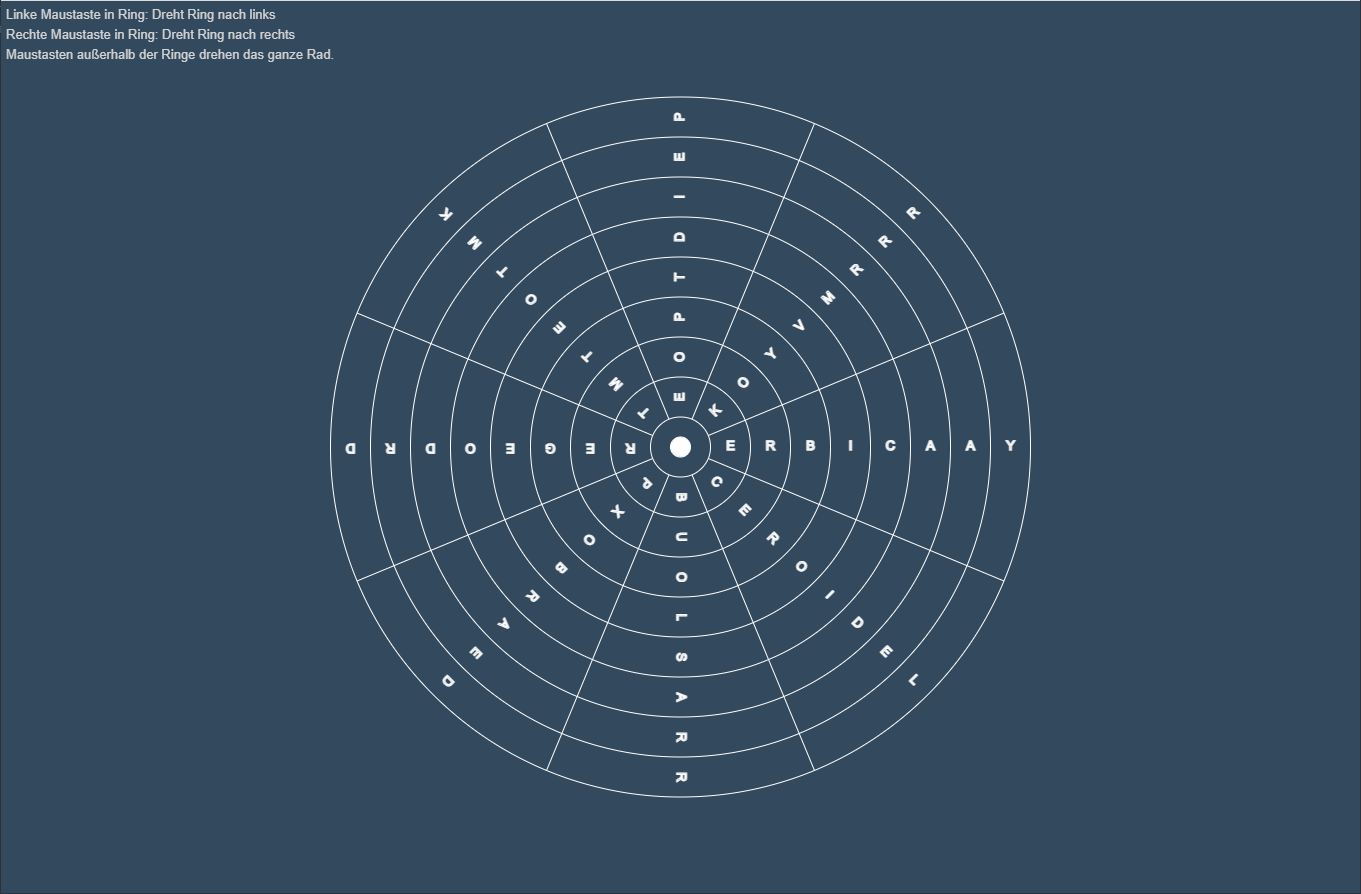 Linke Maustaste in Ring: Dreht Ring nach links
Rechte Maustaste in Ring: Dreht Ring nach rechts
Maustasten außerhalb der Ringe drehen das ganze Rad.
E O P T D I E P
K O Y V M R R R
E R B I C A A Y
C E R O I D E L
B U O L S A R R
P X O B R A E D
R E G E O D R D
T M T E O T M K